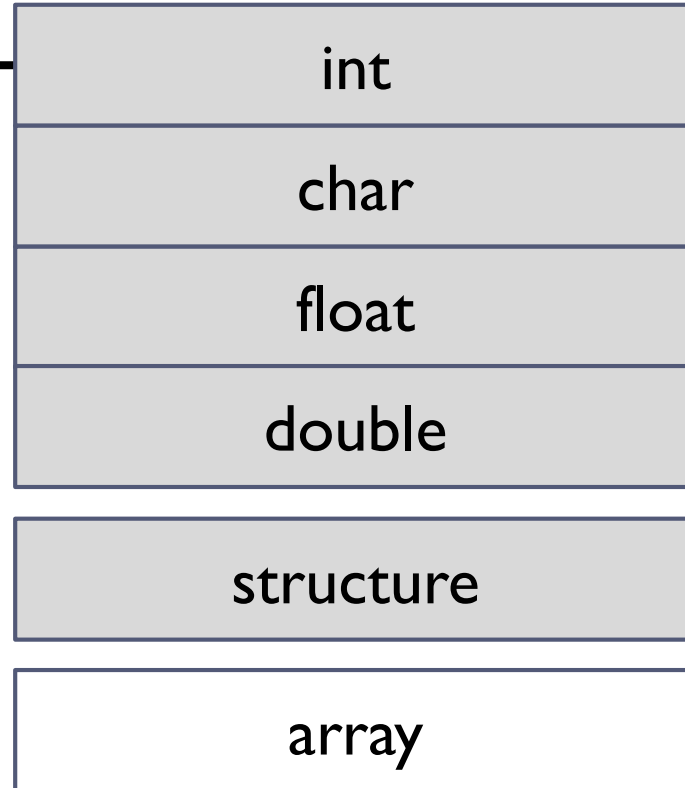 int
char
float
double
structure
array